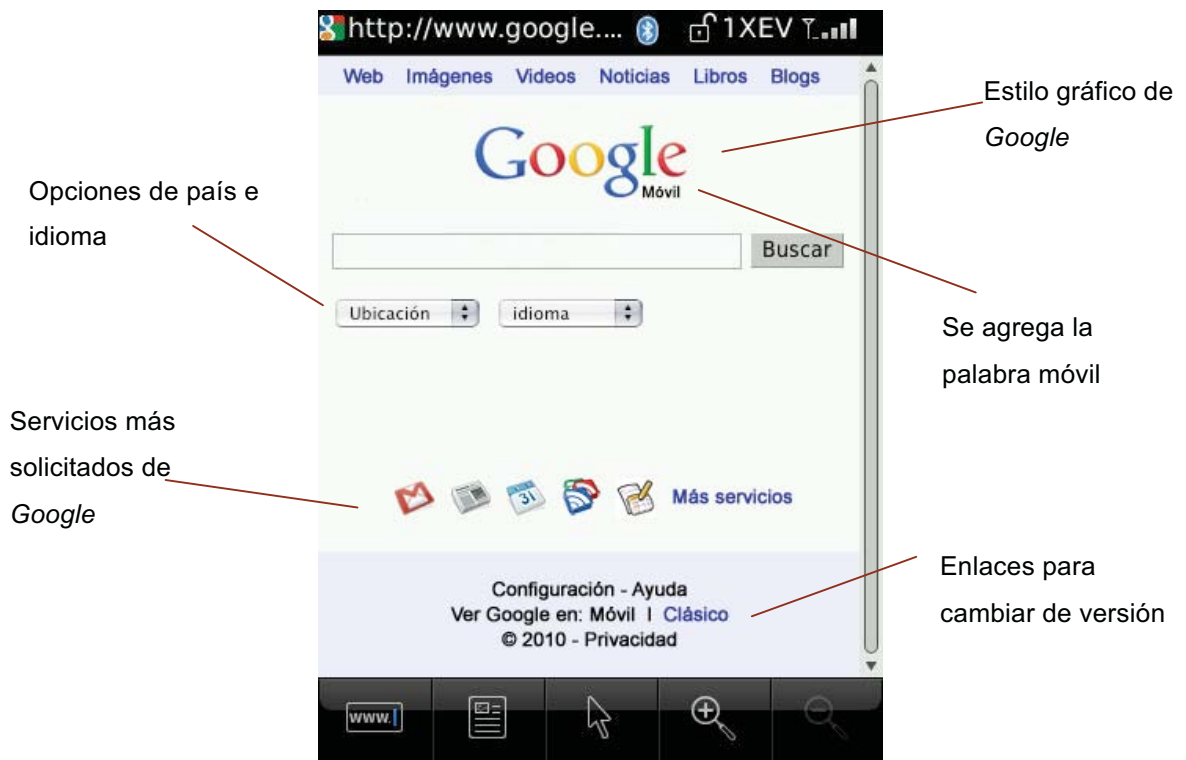 http://www.google.... 1XEV
Web Imágenes Videos Noticias Libros Blogs
Estilo gráfico de
Google
Google
Móvil
Opciones de país e
idioma
Buscar
Ubicación idioma
Se agrega la
palabra móvil
Servicios más
solicitados de
Google
31
Más servicios
Enlaces para
cambiar de versión
Configuración - Ayuda
Ver Google en: Móvil I Clásico
© 2010 - Privacidad
www.